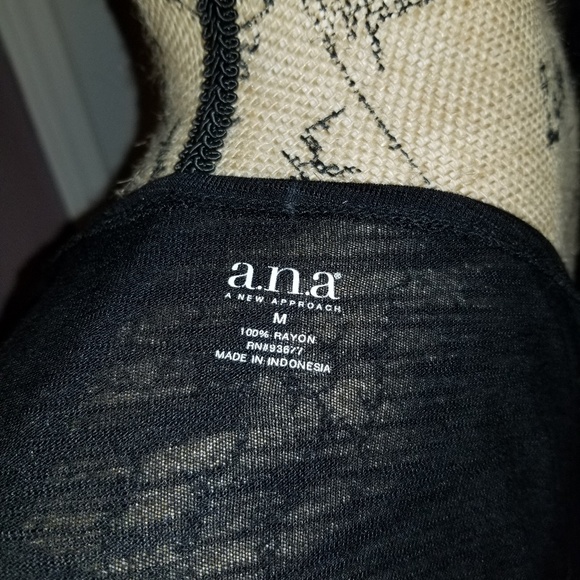 a.n.a®
A NEW APPROACH
M
100% RAYON
RN#93677
MADE IN INDONESIA